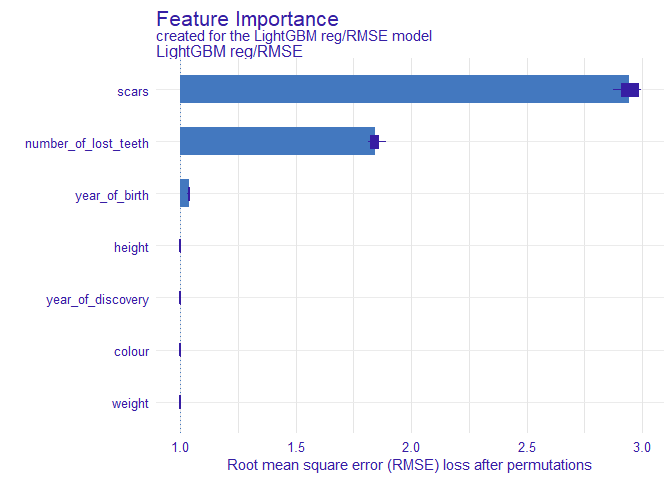 Feature Importance
created for the LightGBM reg/RMSE model
LightGBM reg/RMSE
scars
number_of_lost_teeth
year_of_birth
height
year_of_discovery
colour
weight
1.0 1.5 2.0 2.5 3.0
Root mean square error (RMSE) loss after permutations